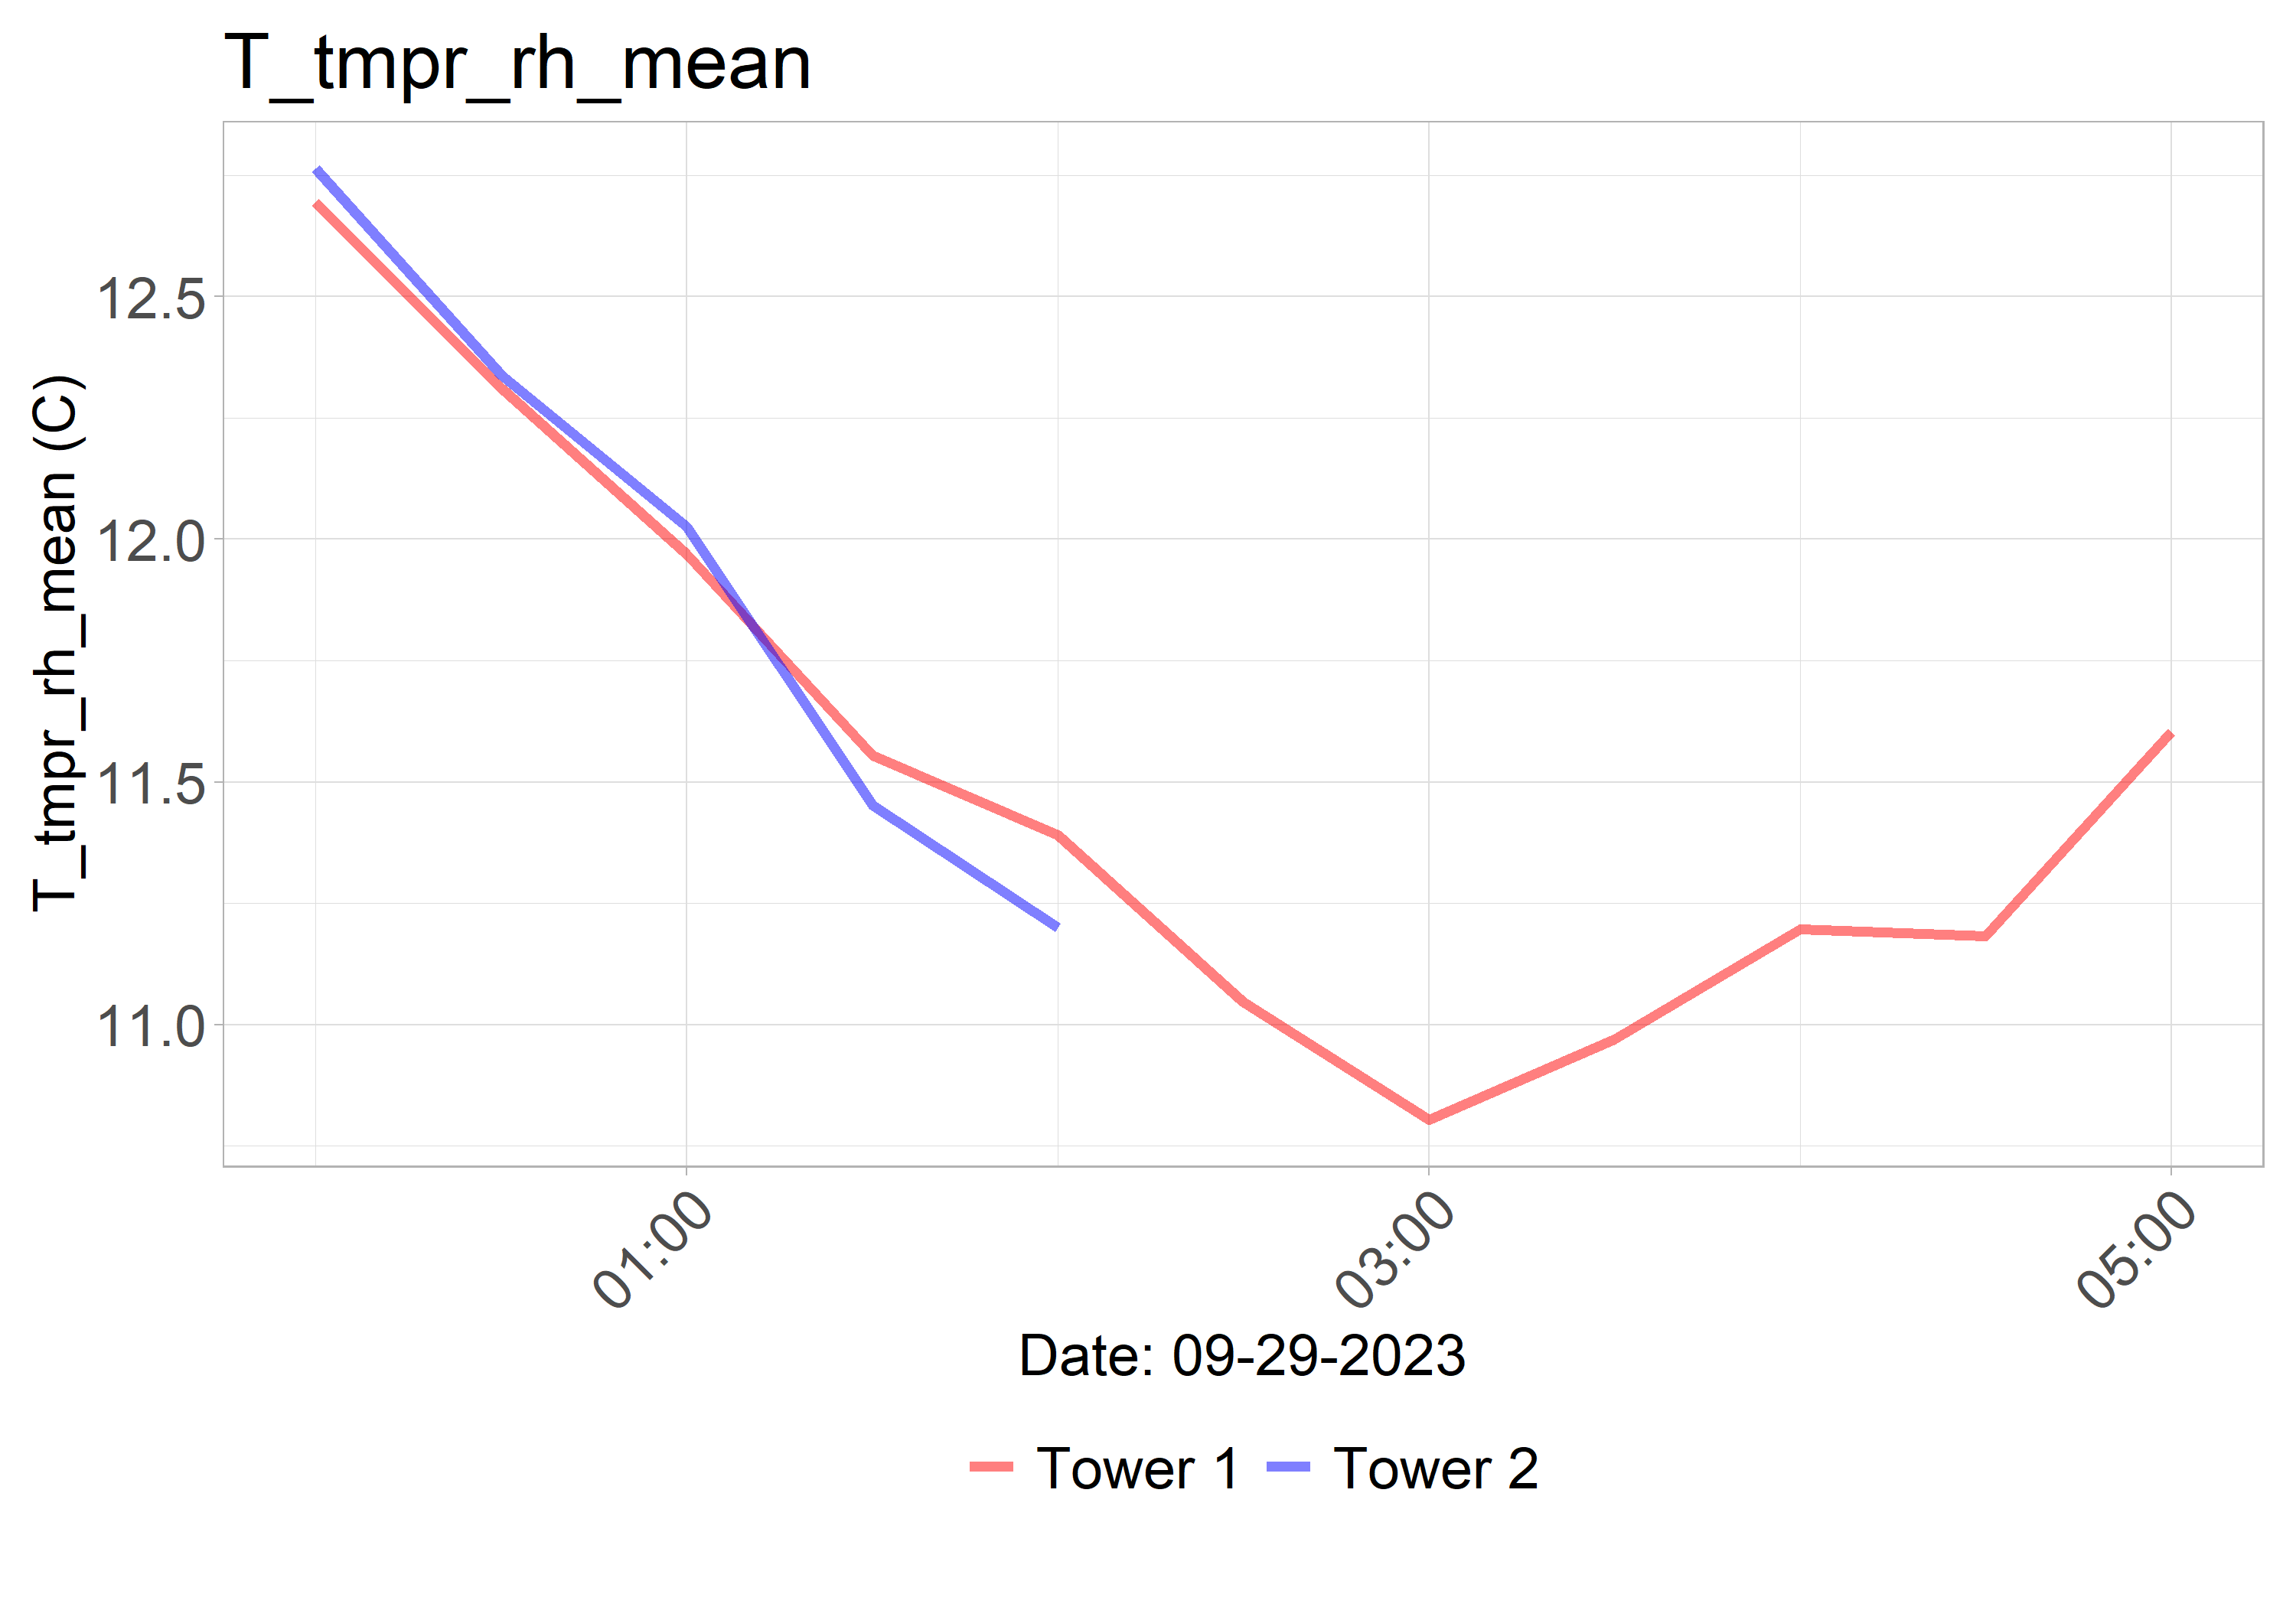 T_tmpr_rh_mean
T_tmpr_rh_mean (C)
12.5
12.0
11.5
11.0
01:00
03:00
05:00
Date: 09-29-2023
Tower 1
Tower 2